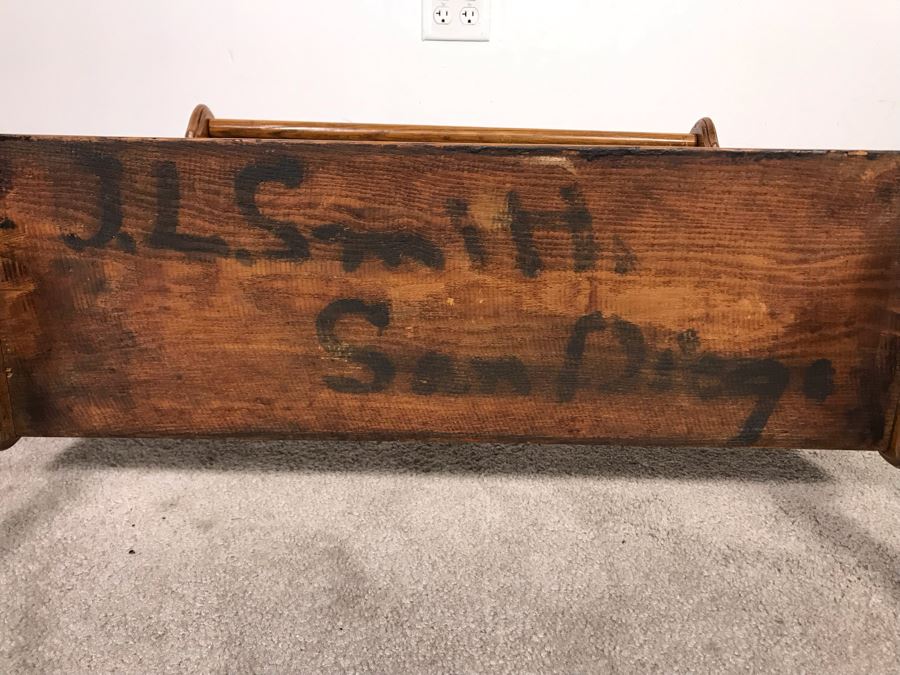 J. L. Smith.
San Diego